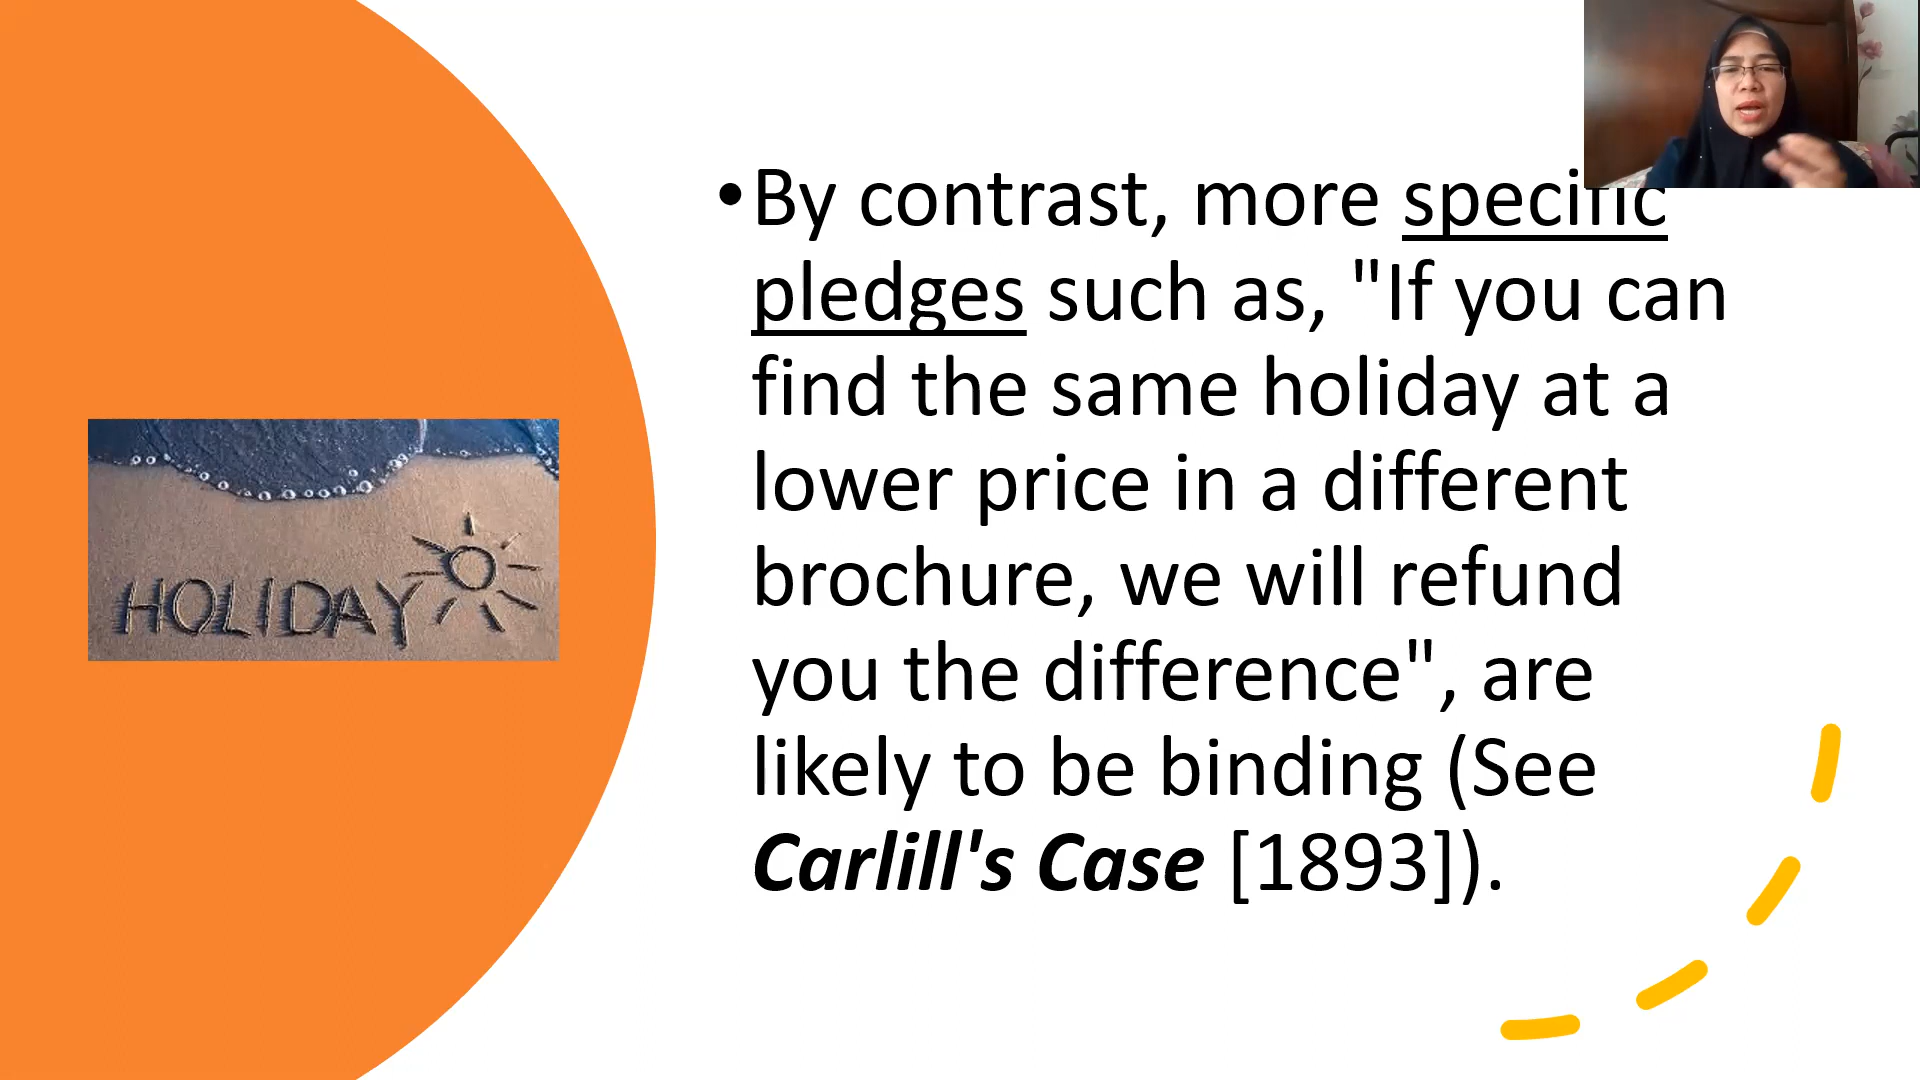 •By contrast, more specific
pledges such as, "If you can
find the same holiday at a
lower price in a different
brochure, we will refund
you the difference", are
likely to be binding (See
Carlill's Case [1893]).
HOLIDAY